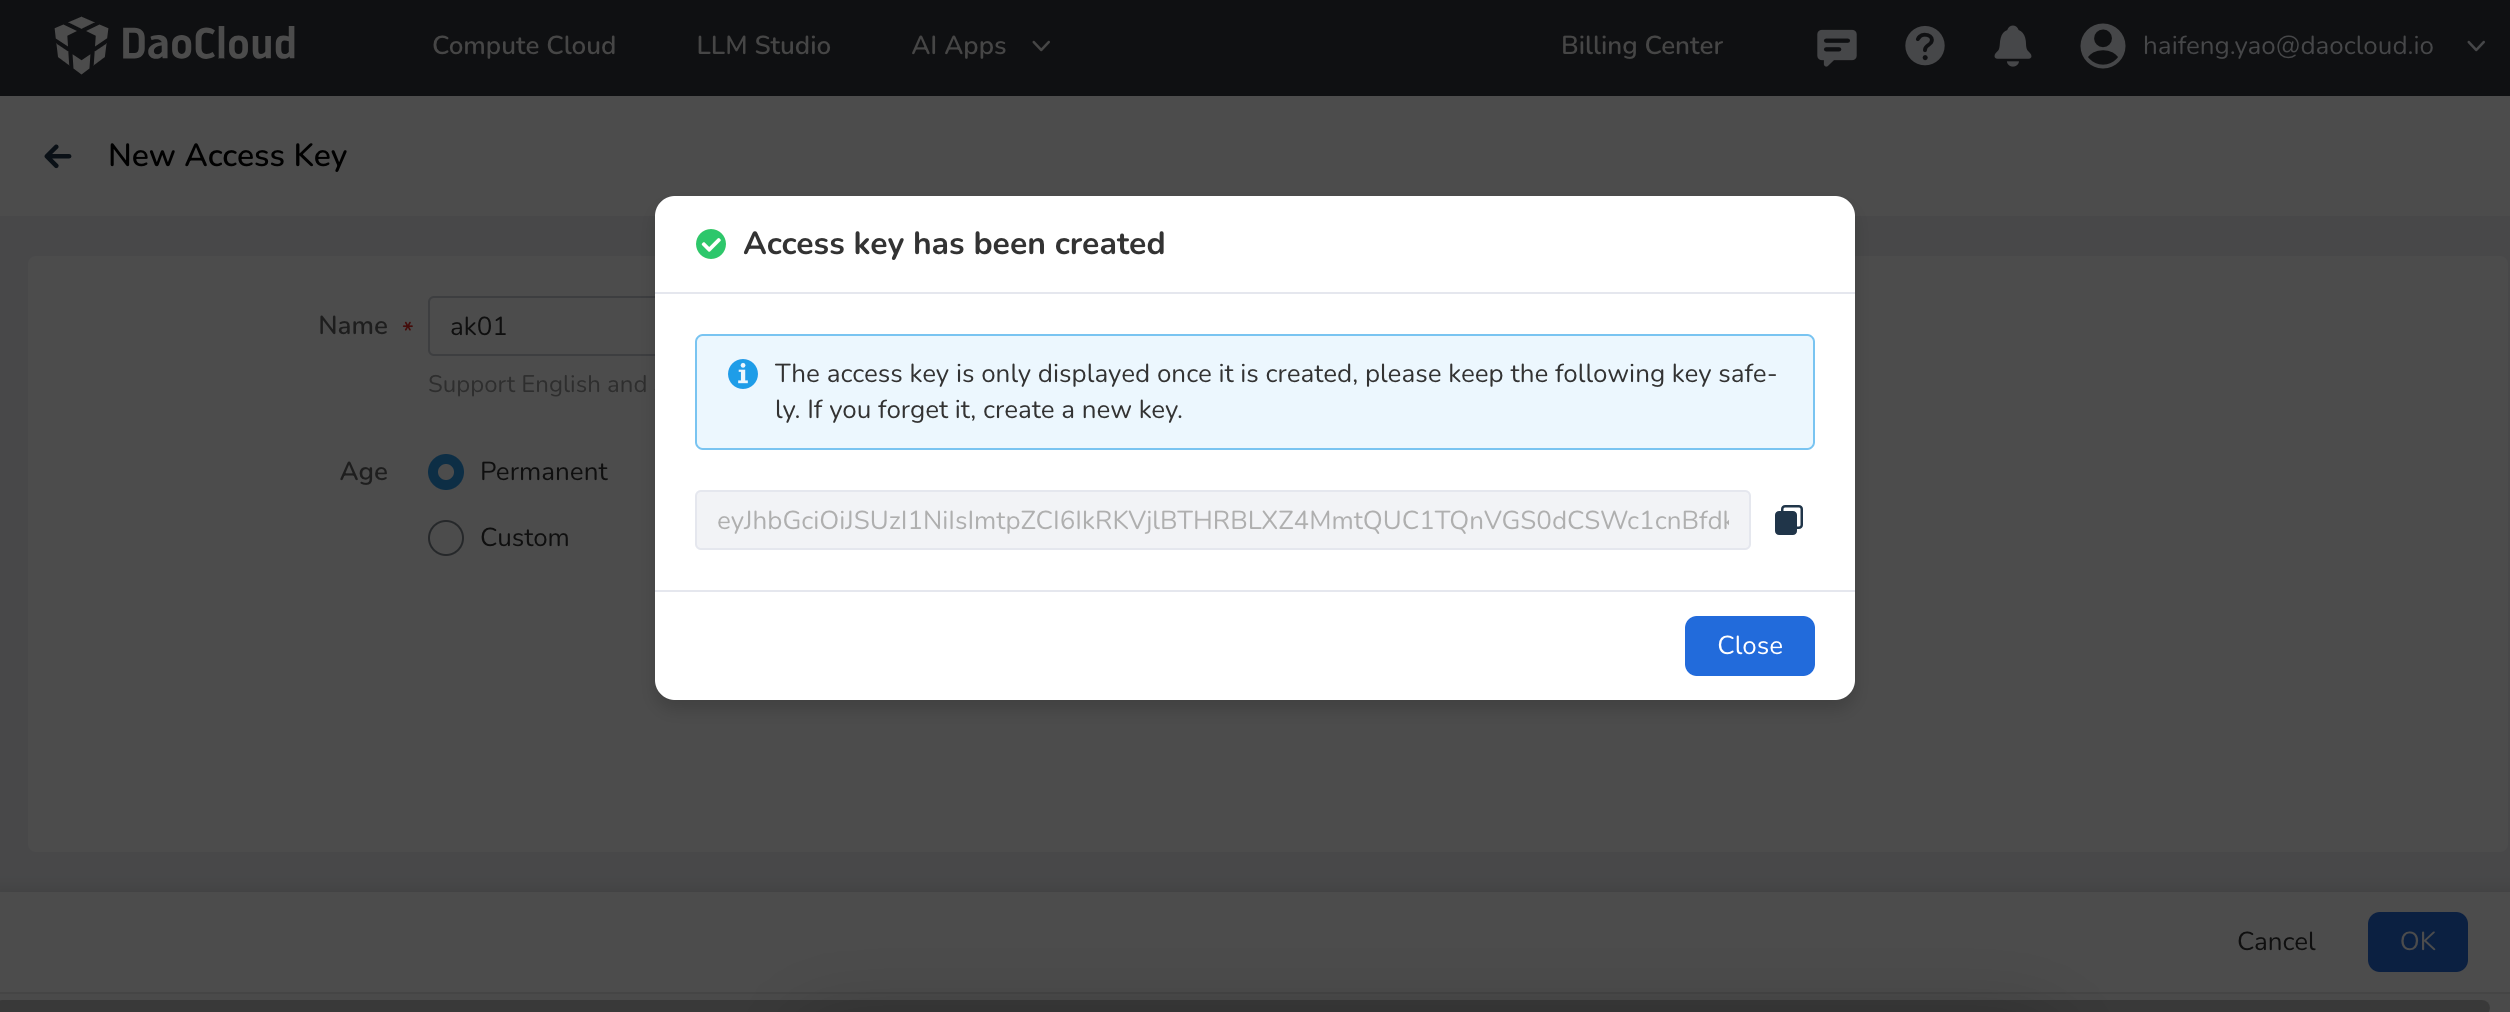 DaoCloud Compute Cloud LLM Studio AI Apps Billing Center haifeng.yao@daocloud.io
New Access Key
Access key has been created
Name * ak01
Support English and
The access key is only displayed once it is created, please keep the following key safe-
ly. If you forget it, create a new key.
Age Permanent
Custom
eyJhbGciOiJSUzI1NiIsImtpZCI6IkRKVjlBTHRBLXZ4MmtQUC1TQnVGS0dCSWc1cnBfdk
Close
Cancel OK